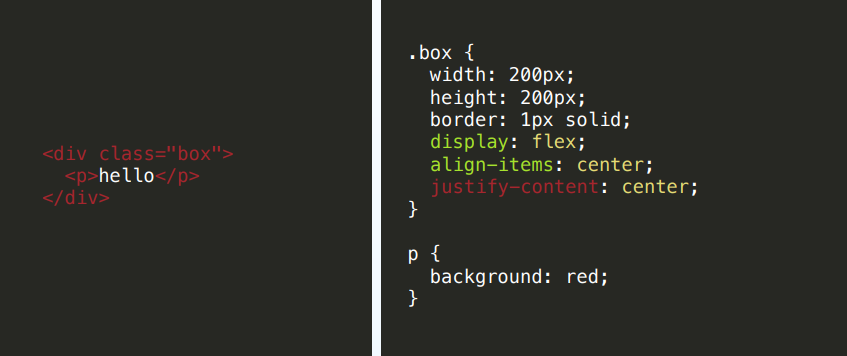 <div class="box">
  <p>hello</p>
</div>
.box {
  width: 200px;
  height: 200px;
  border: 1px solid;
  display: flex;
  align-items: center;
  justify-content: center;
}
p {
  background: red;
}